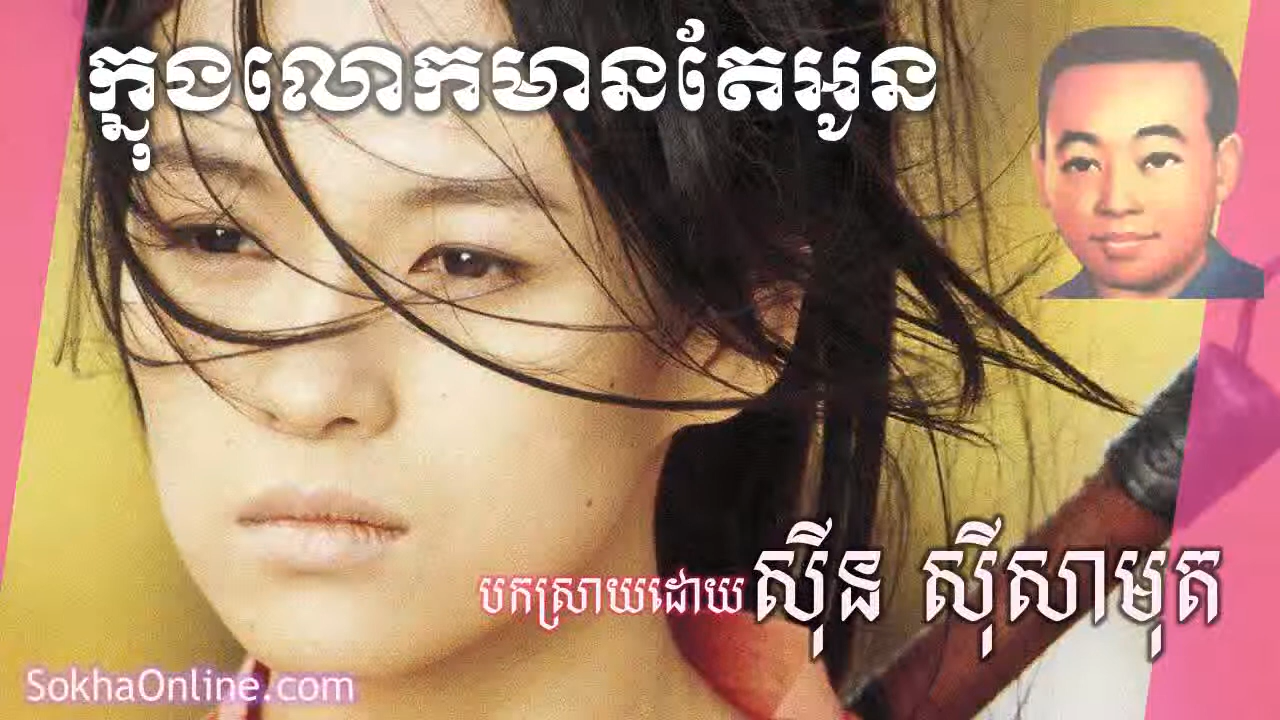 ក្នុងលោកមានតែអូន
បកស្រាយដោយ ស៊ីន ស៊ីសាមុត
SokhaOnline.com